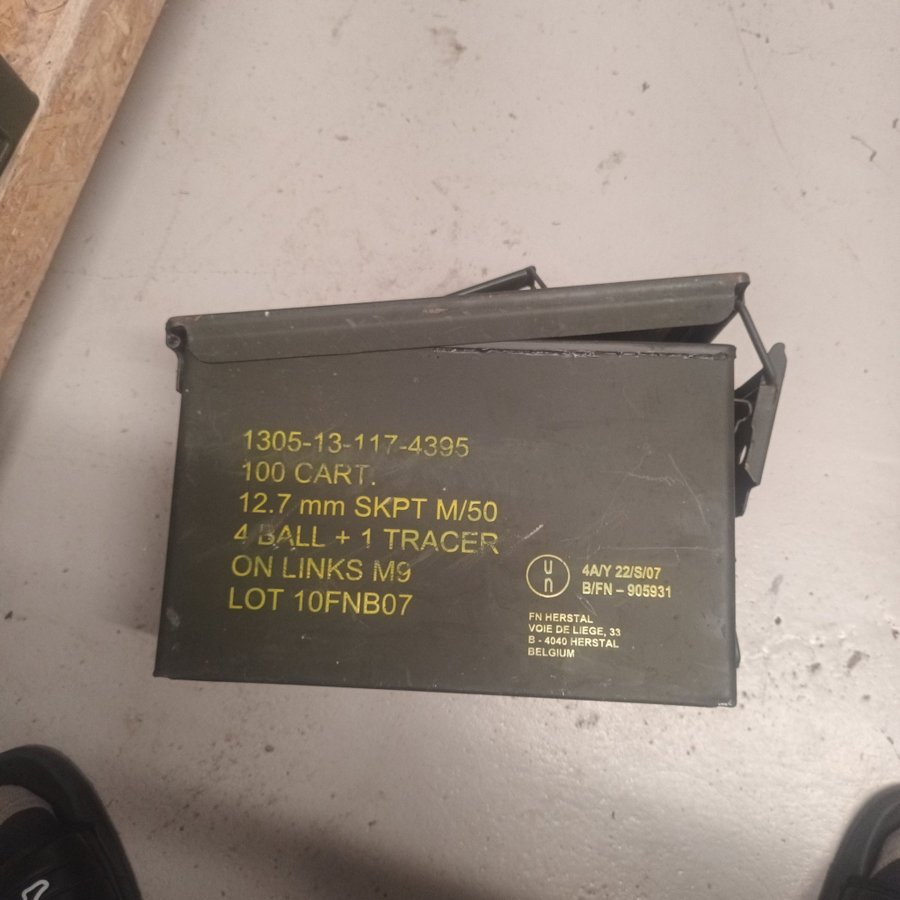 1305-13-117-4395
100 CART.
12.7 mm SKPT M/50
4 BALL + 1 TRACER
ON LINKS M9
LOT 10FNB07
un
4A/Y 22/S/07
B/FN – 905931
FN HERSTAL
VOIE DE LIEGE, 33
B - 4040 HERSTAL
BELGIUM